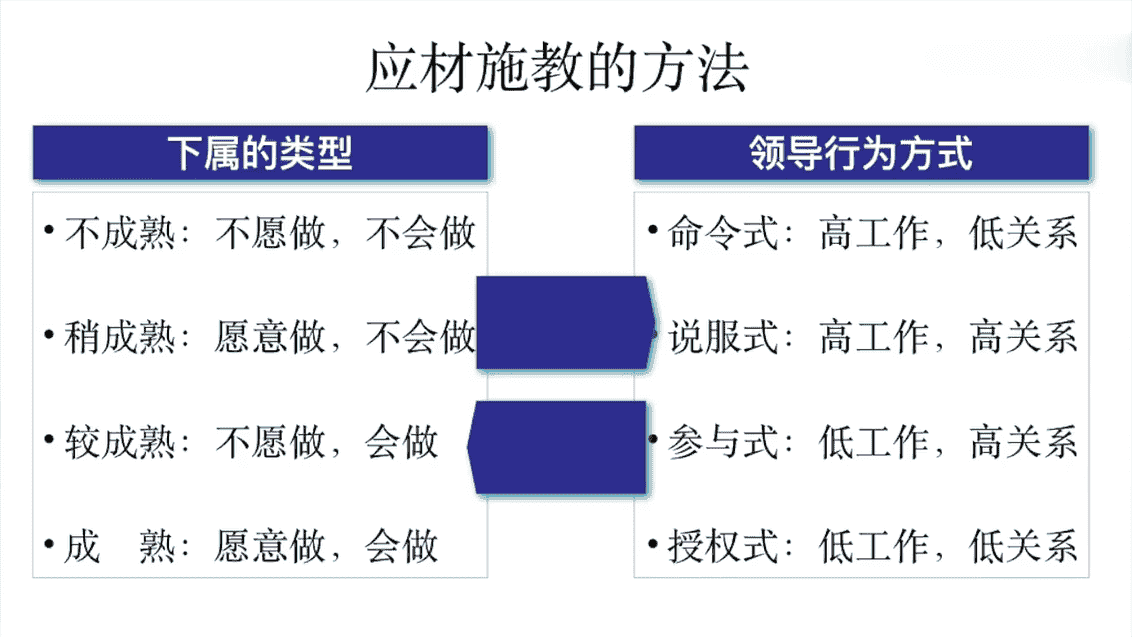 应材施教的方法
下属的类型
• 不成熟：不愿做，不会做
• 稍成熟：愿意做，不会做
• 较成熟：不愿做，会做
• 成　熟：愿意做，会做
领导行为方式
• 命令式：高工作，低关系
• 说服式：高工作，高关系
• 参与式：低工作，高关系
• 授权式：低工作，低关系